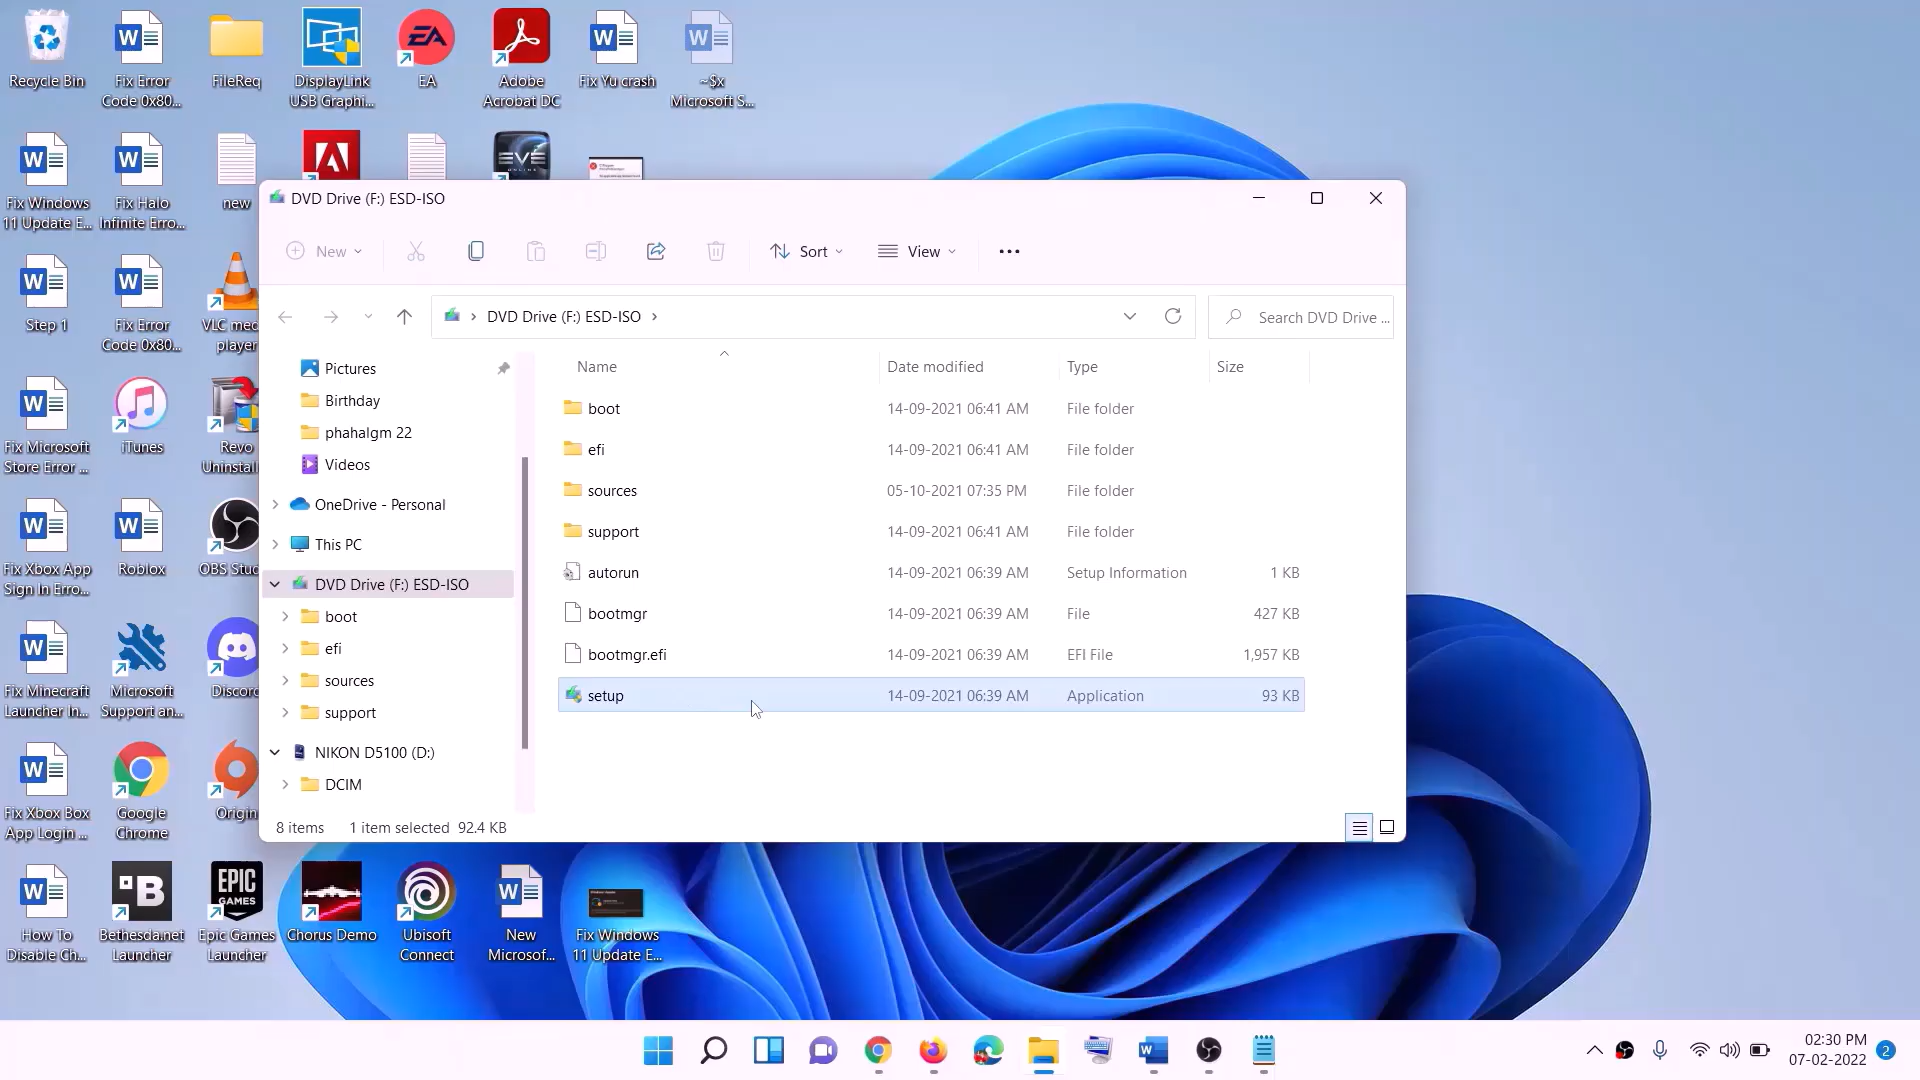 Recycle Bin
Fix Error
Code 0x80...
FileReq
DisplayLink
USB Graphi...
EA
Adobe
Acrobat DC
Fix Yu crash
~$x
Microsoft S...
Fix Windows
11 Update E...
Fix Halo
Infinite Erro...
new
EVE
ONLINE
Step 1
Fix Error
Code 0x80...
VLC med
player
Fix Microsoft
Store Error ...
iTunes
Revo
Uninstall
Fix Xbox App
Sign In Erro...
Roblox
OBS Stud
Fix Minecraft
Launcher In...
Microsoft
Support an...
Discord
Fix Xbox Box
App Login ...
Google
Chrome
Origin
How To
Disable Ch...
Bethesda.net
Launcher
EPIC
GAMES
Epic Games
Launcher
Chorus Demo
Ubisoft
Connect
New
Microsof...
Fix Windows
11 Update E...
DVD Drive (F:) ESD-ISO
New
Sort
View
DVD Drive (F:) ESD-ISO
Search DVD Drive ...
Pictures
Birthday
phahalgm 22
Videos
OneDrive - Personal
This PC
DVD Drive (F:) ESD-ISO
boot
efi
sources
support
NIKON D5100 (D:)
DCIM
Name Date modified Type Size
boot 14-09-2021 06:41 AM File folder
efi 14-09-2021 06:41 AM File folder
sources 05-10-2021 07:35 PM File folder
support 14-09-2021 06:41 AM File folder
autorun 14-09-2021 06:39 AM Setup Information 1 KB
bootmgr 14-09-2021 06:39 AM File 427 KB
bootmgr.efi 14-09-2021 06:39 AM EFI File 1,957 KB
setup 14-09-2021 06:39 AM Application 93 KB
8 items 1 item selected 92.4 KB
02:30 PM
07-02-2022
2